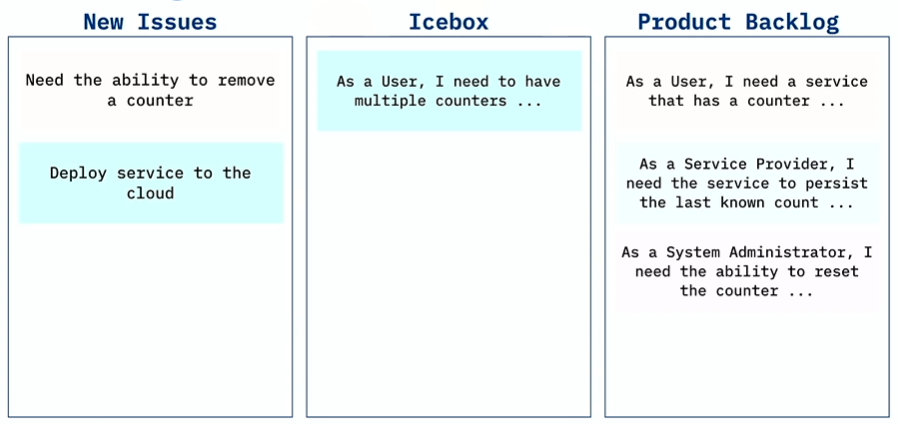 New Issues
Need the ability to remove
a counter
Deploy service to the
cloud
Icebox
As a User, I need to have
multiple counters ...
Product Backlog
As a User, I need a service
that has a counter ...
As a Service Provider, I
need the service to persist
the last known count ...
As a System Administrator, I
need the ability to reset
the counter ...